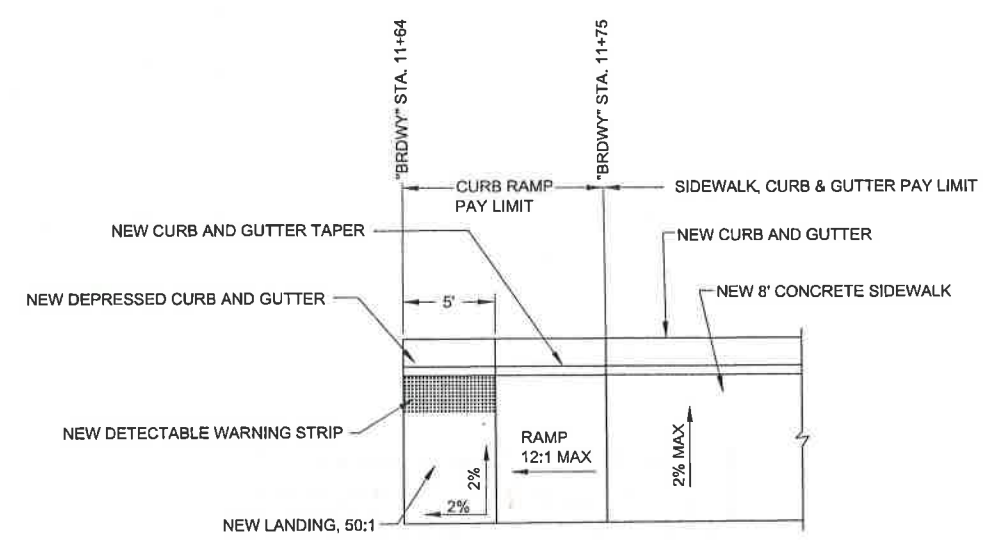 "BRDWY" STA. 11+64
"BRDWY" STA. 11+75
CURB RAMP
PAY LIMIT
SIDEWALK, CURB & GUTTER PAY LIMIT
NEW CURB AND GUTTER TAPER
NEW CURB AND GUTTER
NEW DEPRESSED CURB AND GUTTER
5'
NEW 8' CONCRETE SIDEWALK
NEW DETECTABLE WARNING STRIP
RAMP
12:1 MAX
2% MAX
2%
2%
NEW LANDING, 50:1